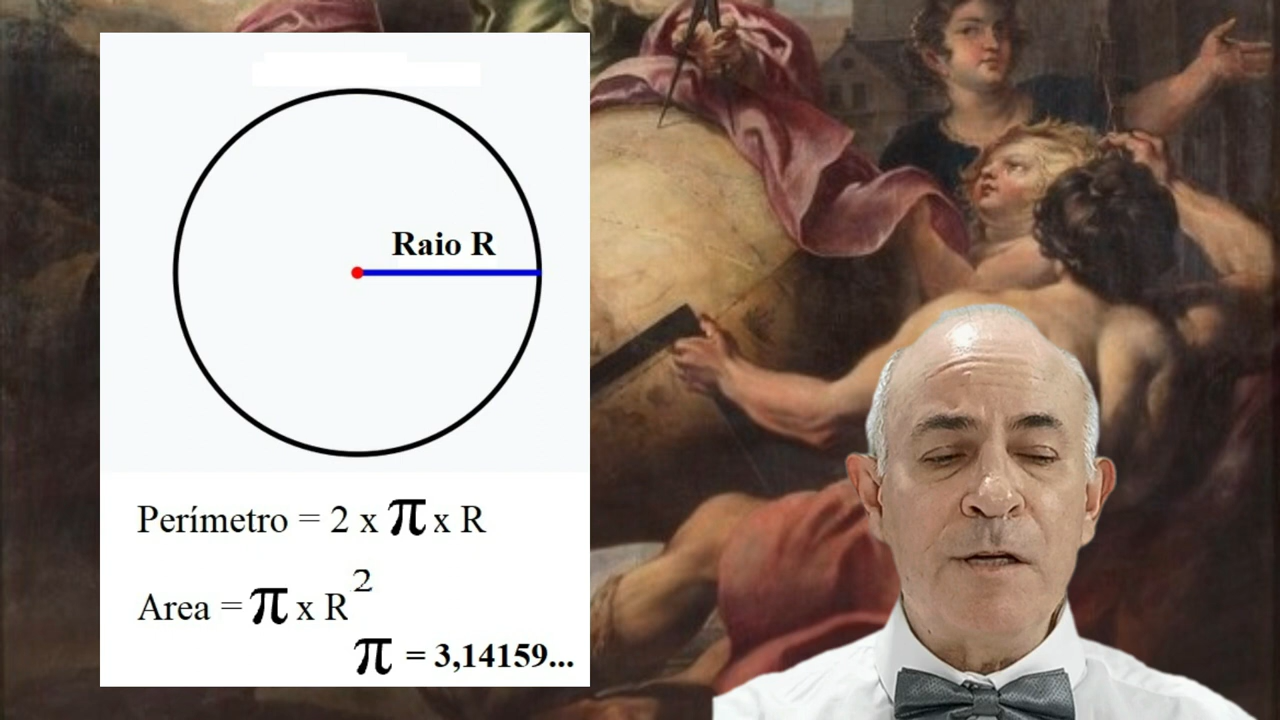 Raio R
Perímetro = 2 x π x R
Area = π x R²
π = 3,14159...